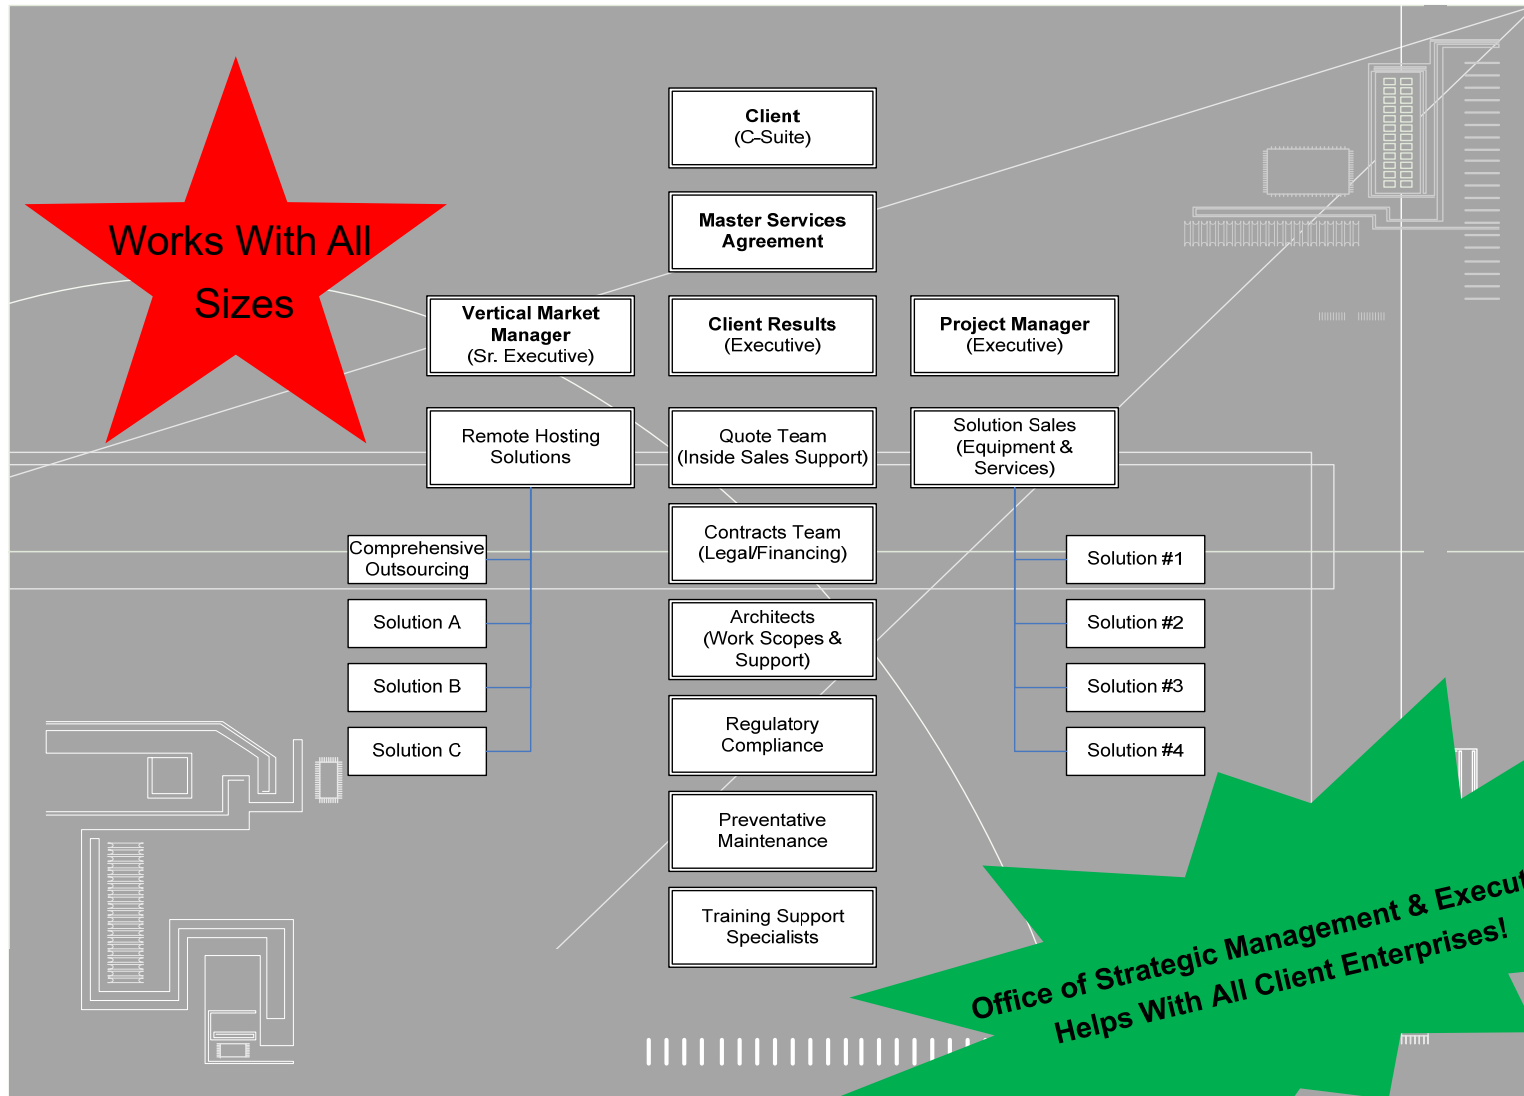 Works With All
Sizes
Client
(C-Suite)
Master Services
Agreement
Vertical Market
Manager
(Sr. Executive)
Client Results
(Executive)
Project Manager
(Executive)
Remote Hosting
Solutions
Quote Team
(Inside Sales Support)
Solution Sales
(Equipment &
Services)
Comprehensive
Outsourcing
Solution A
Solution B
Solution C
Contracts Team
(Legal/Financing)
Architects
(Work Scopes &
Support)
Regulatory
Compliance
Preventative
Maintenance
Training Support
Specialists
Solution #1
Solution #2
Solution #3
Solution #4
Office of Strategic Management &
Helps With All Client Enterprises!